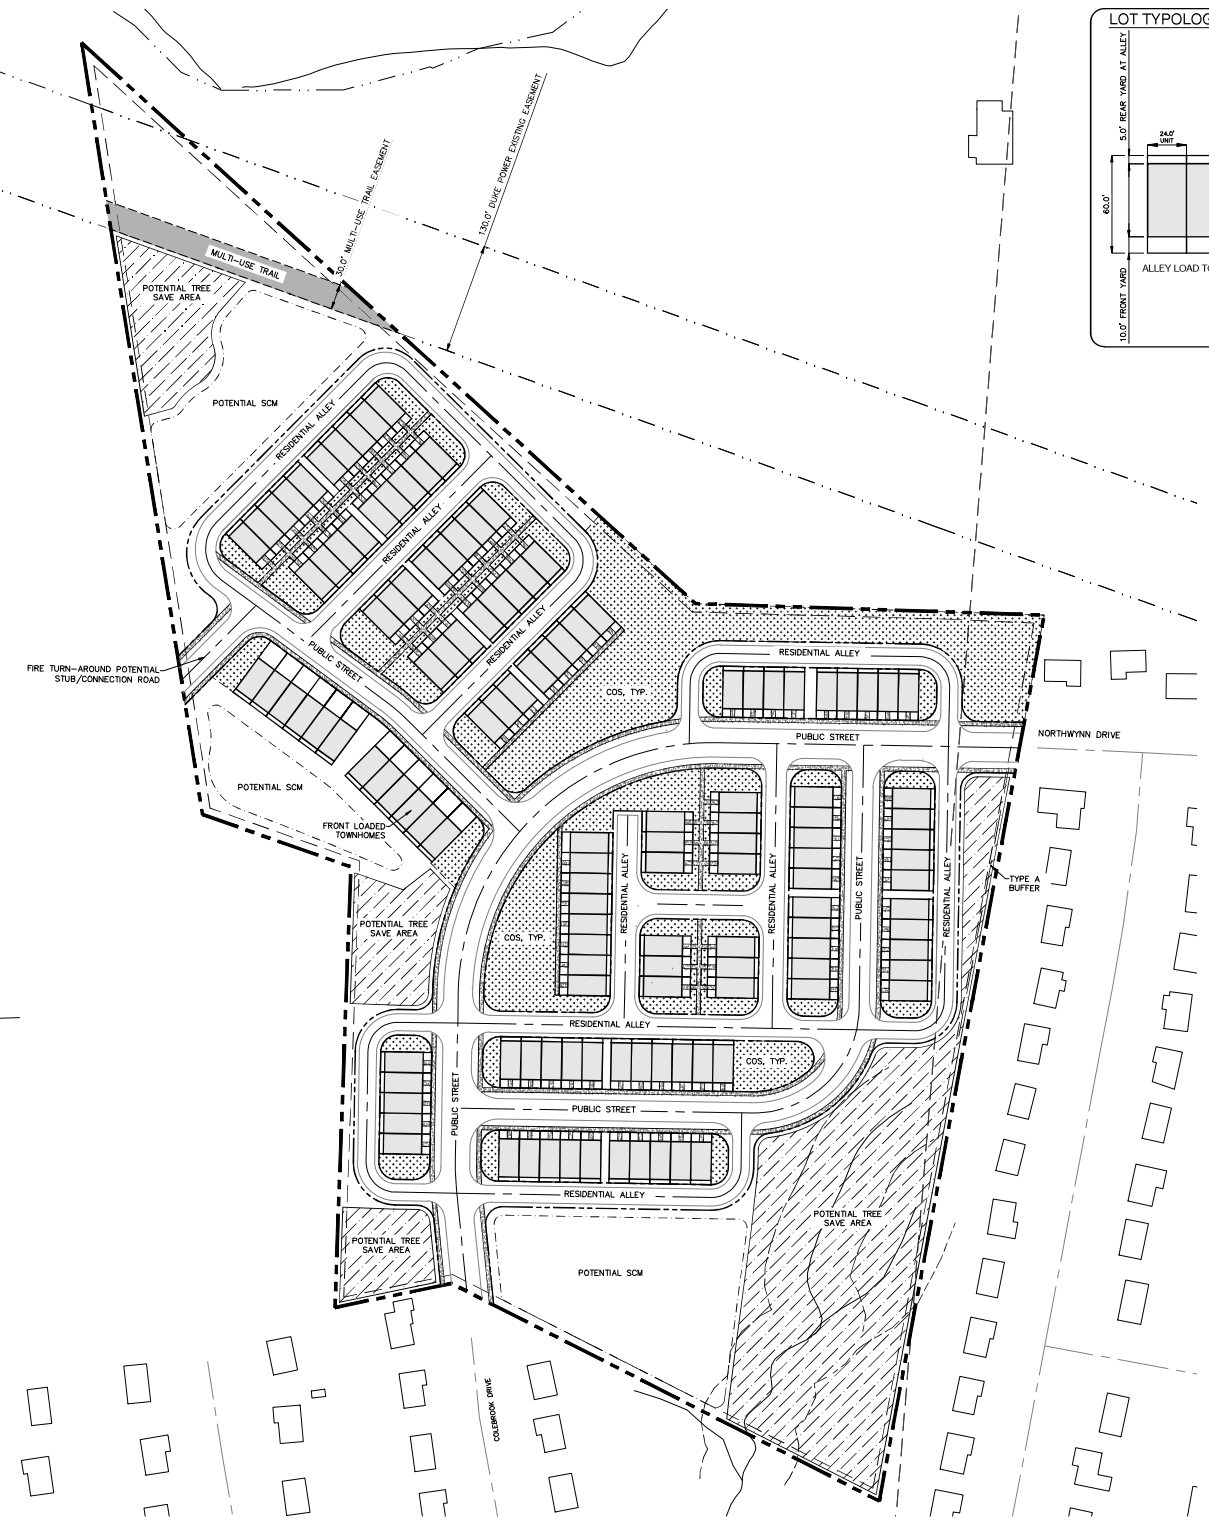 LOT TYPOLOG
5.0' REAR YARD AT ALLEY
24.0'
UNIT
60.0'
10.0' FRONT YARD
ALLEY LOAD TO
30.0' MULTI-USE TRAIL EASEMENT
130.0' DUKE POWER EXISTING EASEMENT
MULTI-USE TRAIL
POTENTIAL TREE
SAVE AREA
POTENTIAL SCM
RESIDENTIAL ALLEY
RESIDENTIAL ALLEY
RESIDENTIAL ALLEY
PUBLIC STREET
FIRE TURN-AROUND POTENTIAL
STUB/CONNECTION ROAD
COS, TYP.
RESIDENTIAL ALLEY
PUBLIC STREET
NORTHWYNN DRIVE
POTENTIAL SCM
FRONT LOADED
TOWNHOMES
RESIDENTIAL ALLEY
RESIDENTIAL ALLEY
PUBLIC STREET
RESIDENTIAL ALLEY
TYPE A
BUFFER
POTENTIAL TREE
SAVE AREA
COS, TYP.
RESIDENTIAL ALLEY
COS, TYP.
PUBLIC STREET
PUBLIC STREET
RESIDENTIAL ALLEY
POTENTIAL TREE
SAVE AREA
POTENTIAL TREE
SAVE AREA
POTENTIAL SCM
COLEBROOK DRIVE